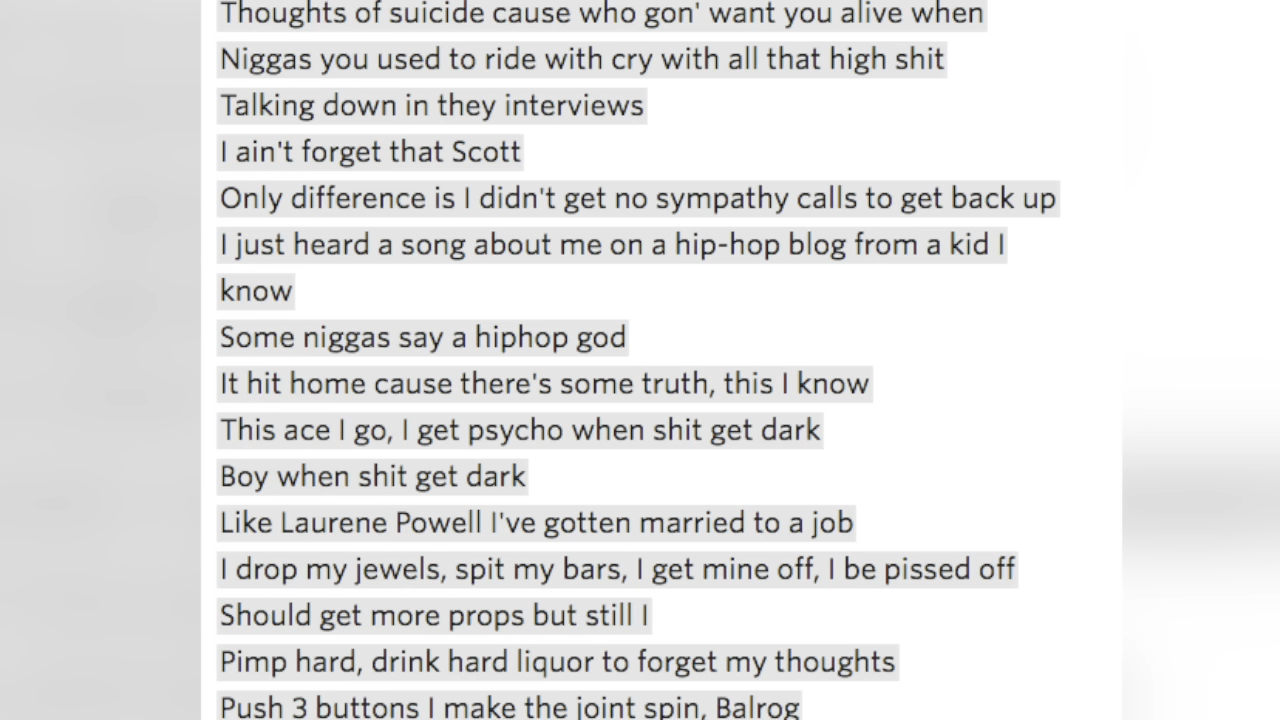 Thoughts of suicide cause who gon' want you alive when
Niggas you used to ride with cry with all that high shit
Talking down in they interviews
I ain't forget that Scott
Only difference is I didn't get no sympathy calls to get back up
I just heard a song about me on a hip-hop blog from a kid I
know
Some niggas say a hiphop god
It hit home cause there's some truth, this I know
This ace I go, I get psycho when shit get dark
Boy when shit get dark
Like Laurene Powell I've gotten married to a job
I drop my jewels, spit my bars, I get mine off, I be pissed off
Should get more props but still I
Pimp hard, drink hard liquor to forget my thoughts
Push 3 buttons I make the joint spin, Balrog